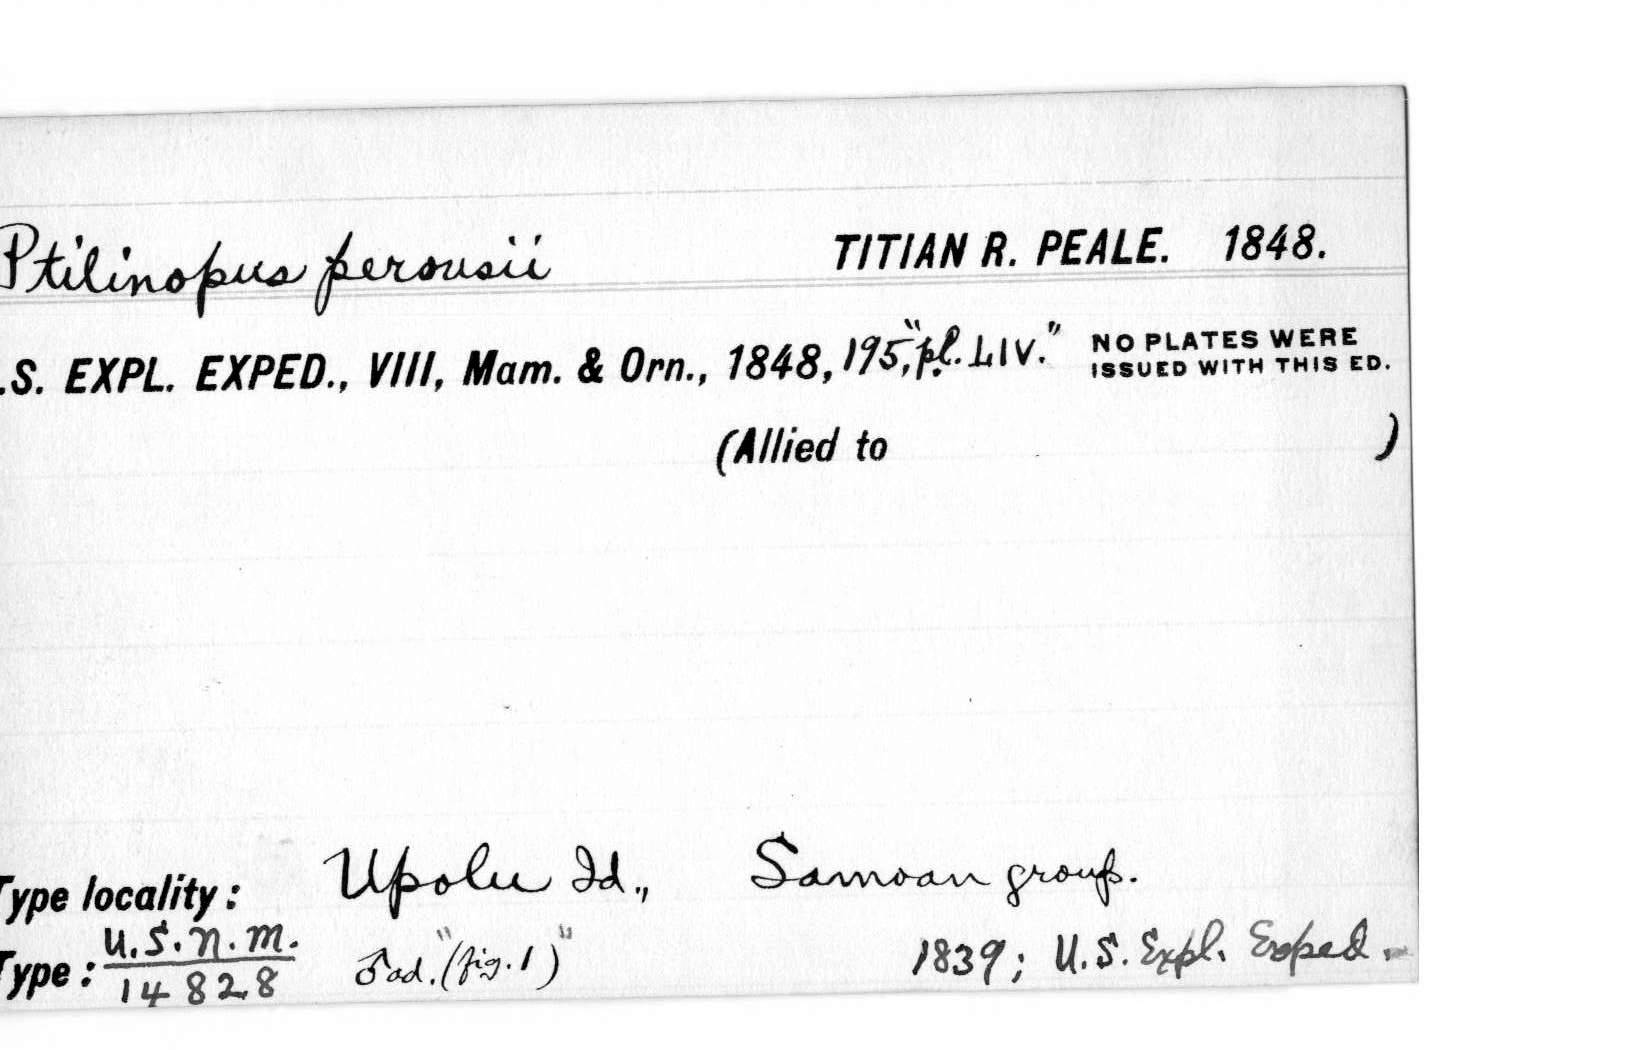 Ptilinopus perousii TITIAN R. PEALE. 1848.
.S. EXPL. EXPED., VIII, Mam. & Orn., 1848, 195, "pl. LIV." NO PLATES WERE
ISSUED WITH THIS ED.
(Allied to )
Type locality: Upolu Id., Samoan group.
Type: U.S.N.M. 14828 ♂ad. "(fig. 1)" 1839; U.S. Expl. Exped.